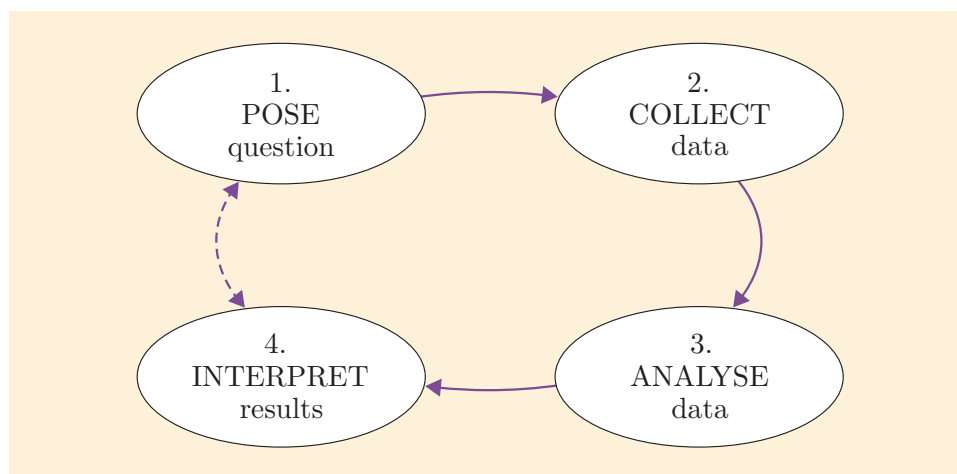 1.
POSE
question
2.
COLLECT
data
3.
ANALYSE
data
4.
INTERPRET
results